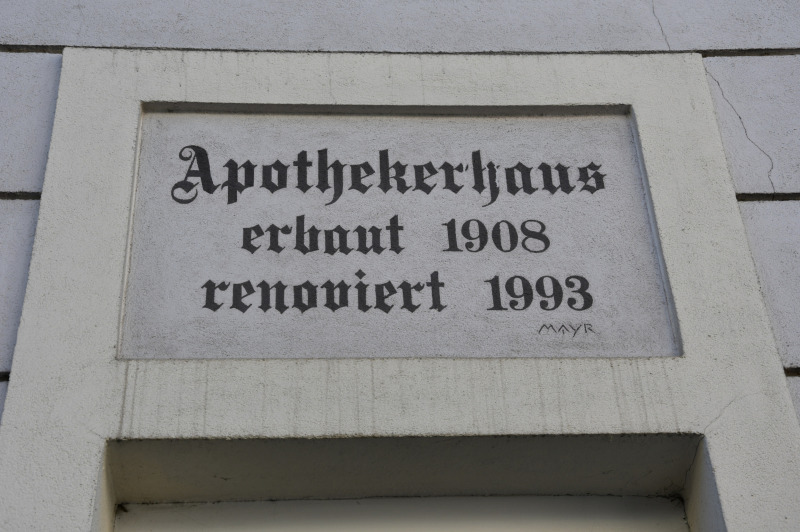 Apothekerhaus
erbaut 1908
renoviert 1993
MAYR